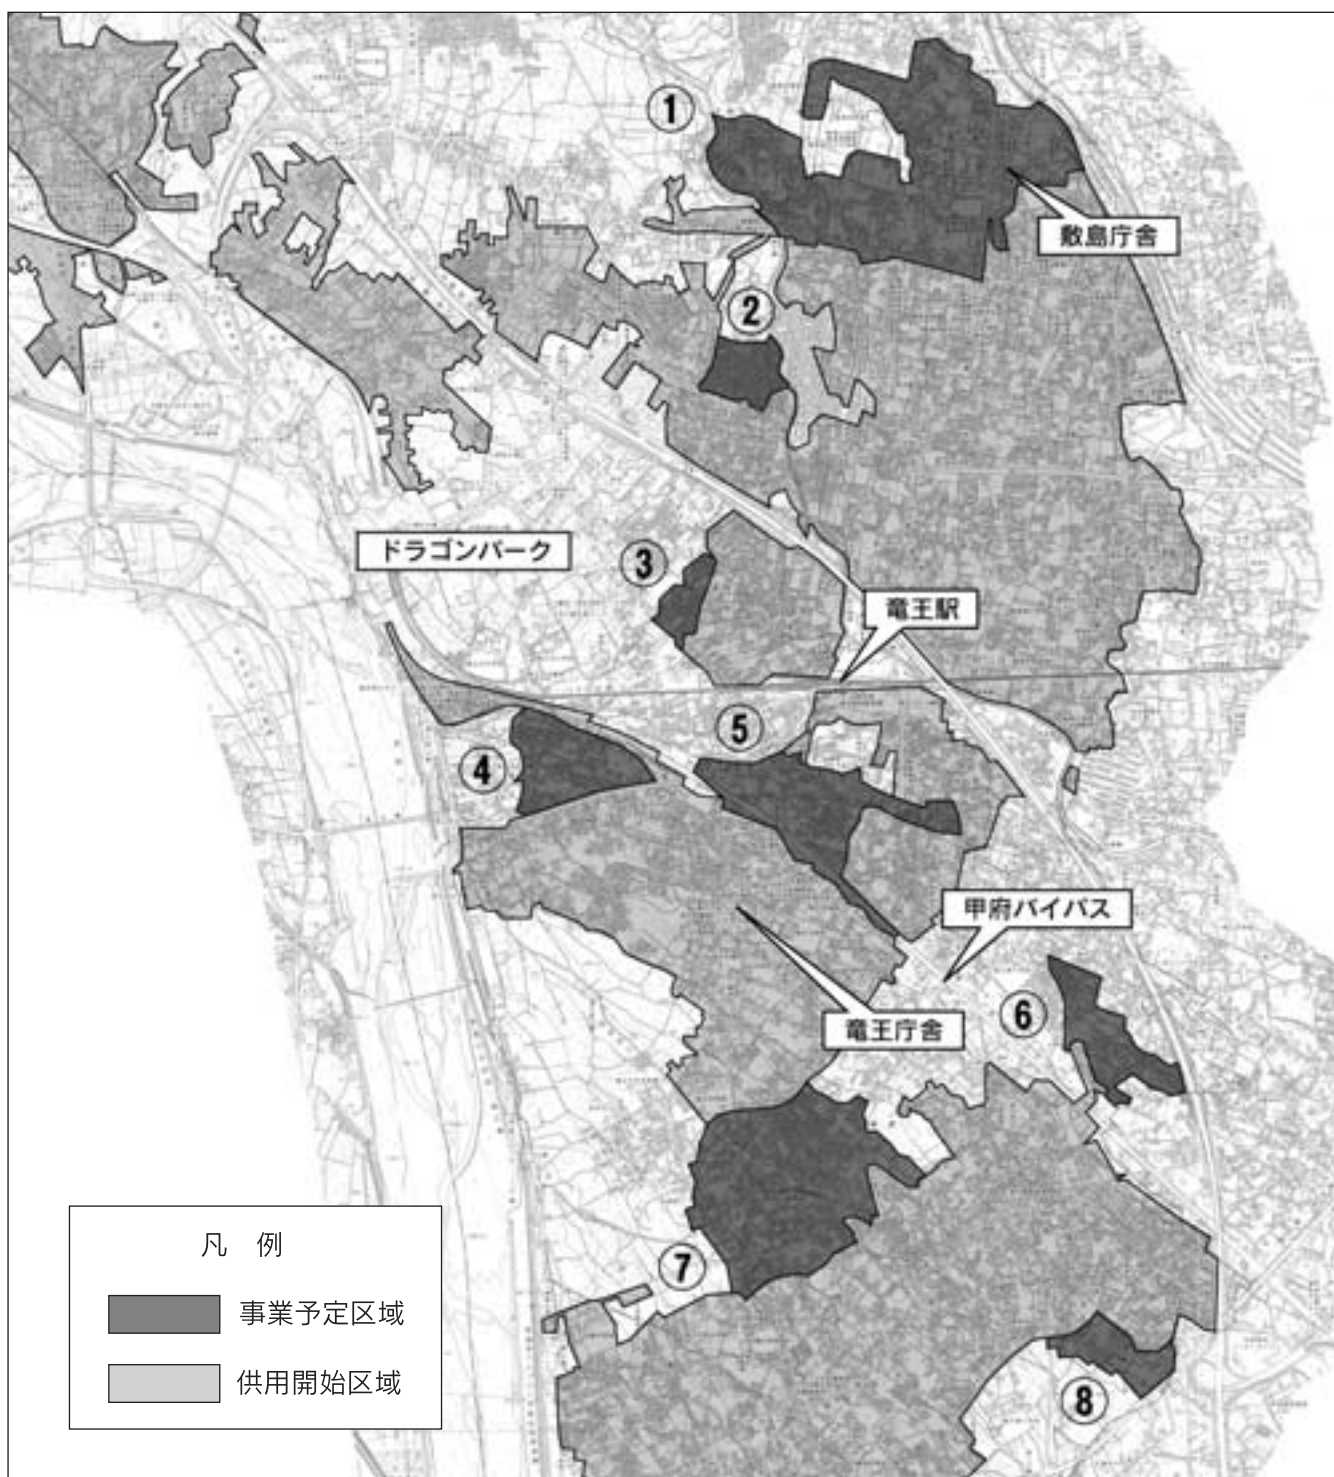 ①
敷島庁舎
②
ドラゴンパーク
③
竜王駅
⑤
④
甲府バイパス
⑥
竜王庁舎
⑦
凡 例
事業予定区域
供用開始区域
⑧